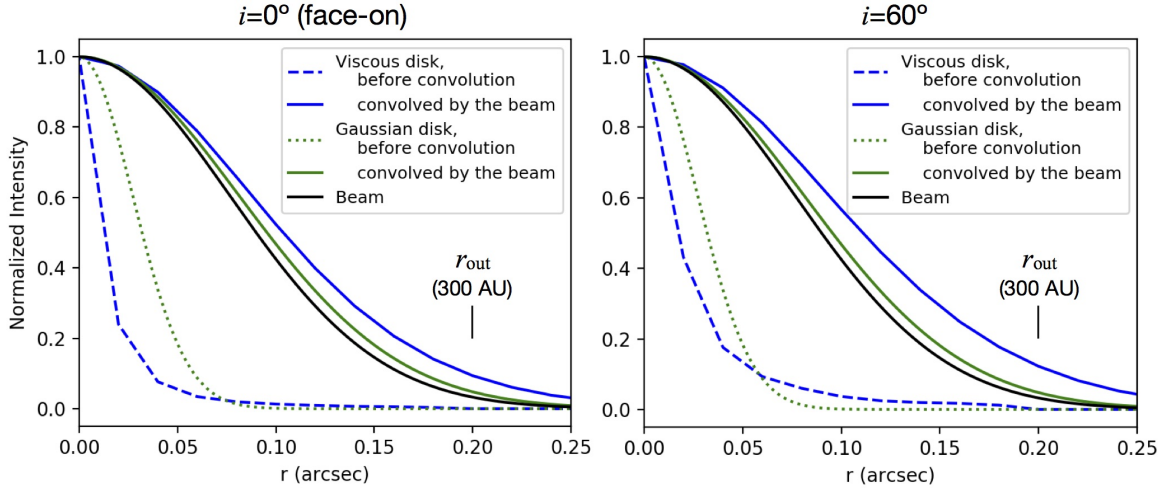 i=0º (face-on)
Normalized Intensity
1.0
0.8
0.6
0.4
0.2
0.0
Viscous disk,
before convolution
convolved by the beam
Gaussian disk,
before convolution
convolved by the beam
Beam
rout
(300 AU)
0.00 0.05 0.10 0.15 0.20 0.25
r (arcsec)
i=60º
1.0
0.8
0.6
0.4
0.2
0.0
Viscous disk,
before convolution
convolved by the beam
Gaussian disk,
before convolution
convolved by the beam
Beam
rout
(300 AU)
0.00 0.05 0.10 0.15 0.20 0.25
r (arcsec)